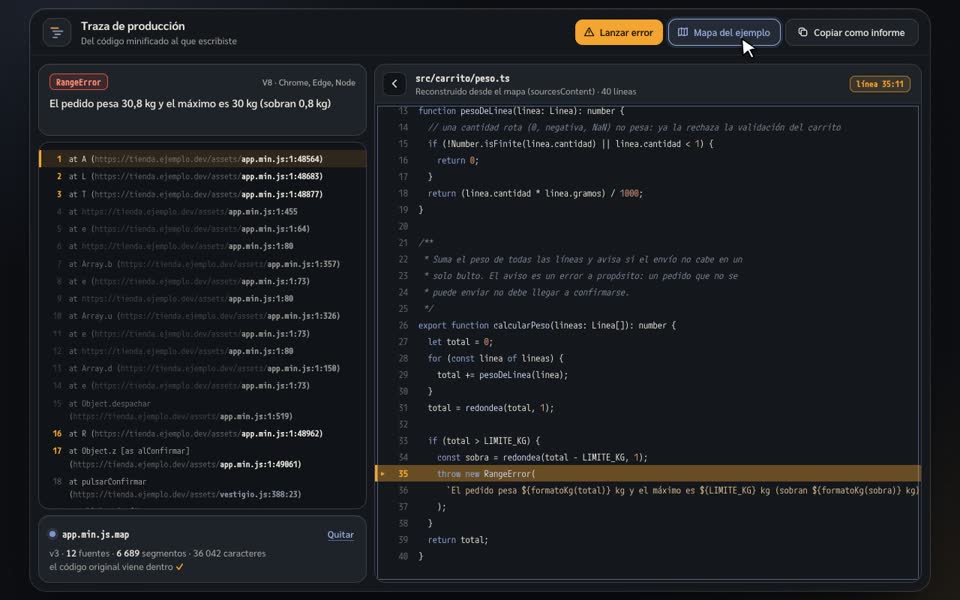 Traza de producción
Del código minificado al que escribiste
Lanzar error
Mapa del ejemplo
Copiar como informe
RangeError
V8 · Chrome, Edge, Node
El pedido pesa 30,8 kg y el máximo es 30 kg (sobran 0,8 kg)
1 at A (https://tienda.ejemplo.dev/assets/app.min.js:1:48564)
2 at L (https://tienda.ejemplo.dev/assets/app.min.js:1:48683)
3 at T (https://tienda.ejemplo.dev/assets/app.min.js:1:48877)
4 at https://tienda.ejemplo.dev/assets/app.min.js:1:455
5 at e (https://tienda.ejemplo.dev/assets/app.min.js:1:64)
6 at https://tienda.ejemplo.dev/assets/app.min.js:1:80
7 at Array.b (https://tienda.ejemplo.dev/assets/app.min.js:1:357)
8 at e (https://tienda.ejemplo.dev/assets/app.min.js:1:73)
9 at https://tienda.ejemplo.dev/assets/app.min.js:1:80
10 at Array.u (https://tienda.ejemplo.dev/assets/app.min.js:1:326)
11 at e (https://tienda.ejemplo.dev/assets/app.min.js:1:73)
12 at https://tienda.ejemplo.dev/assets/app.min.js:1:80
13 at Array.d (https://tienda.ejemplo.dev/assets/app.min.js:1:150)
14 at e (https://tienda.ejemplo.dev/assets/app.min.js:1:73)
15 at Object.despachar
(https://tienda.ejemplo.dev/assets/app.min.js:1:519)
16 at R (https://tienda.ejemplo.dev/assets/app.min.js:1:48962)
17 at Object.z [as alConfirmar]
(https://tienda.ejemplo.dev/assets/app.min.js:1:49061)
18 at pulsarConfirmar
(https://tienda.ejemplo.dev/assets/vestigio.js:388:23)
app.min.js.map
Quitar
v3 · 12 fuentes · 6 689 segmentos · 36 042 caracteres
el código original viene dentro ✓
src/carrito/peso.ts
Reconstruido desde el mapa (sourcesContent) · 40 líneas
línea 35:11
13 function pesoDeLinea(linea: Linea): number {
14 // una cantidad rota (0, negativa, NaN) no pesa: ya la rechaza la validación del carrito
15 if (!Number.isFinite(linea.cantidad) || linea.cantidad < 1) {
16 return 0;
17 }
18 return (linea.cantidad * linea.gramos) / 1000;
19 }
20
21 /**
22 * Suma el peso de todas las líneas y avisa si el envío no cabe en un
23 * solo bulto. El aviso es un error a propósito: un pedido que no se
24 * puede enviar no debe llegar a confirmarse.
25 */
26 export function calcularPeso(lineas: Linea[]): number {
27 let total = 0;
28 for (const linea of lineas) {
29 total += pesoDeLinea(linea);
30 }
31 total = redondea(total, 1);
32
33 if (total > LIMITE_KG) {
34 const sobra = redondea(total - LIMITE_KG, 1);
35 throw new RangeError(
36 `El pedido pesa ${formatoKg(total)} kg y el máximo es ${LIMITE_KG} kg (sobran ${formatoKg(sobra)} kg)
37 );
38 }
39 return total;
40 }